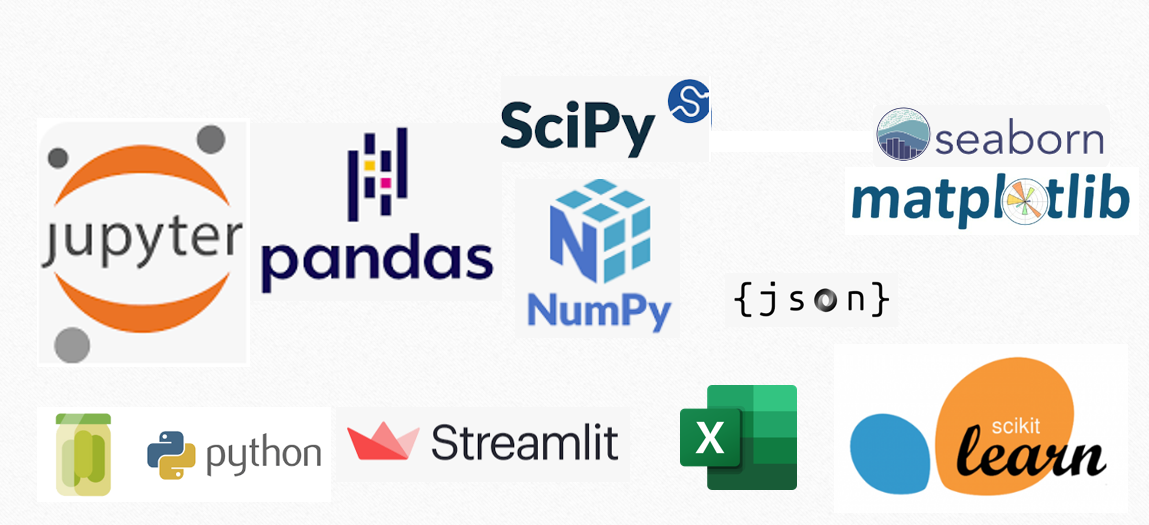 jupyter
pandas
SciPy
NumPy
seaborn
matplotlib
{json}
python
Streamlit
X
scikit
learn